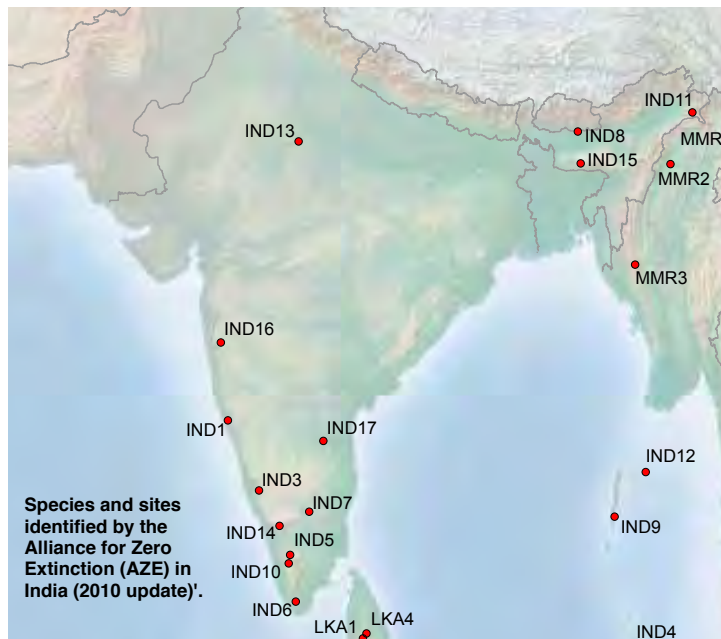 IND11
IND13
IND8
MMR
IND15
MMR2
MMR3
IND16
IND1
IND17
IND12
IND3
Species and sites
identified by the
Alliance for Zero
Extinction (AZE) in
India (2010 update)'.
IND7
IND9
IND14
IND5
IND10
IND6
LKA1
LKA4
IND4